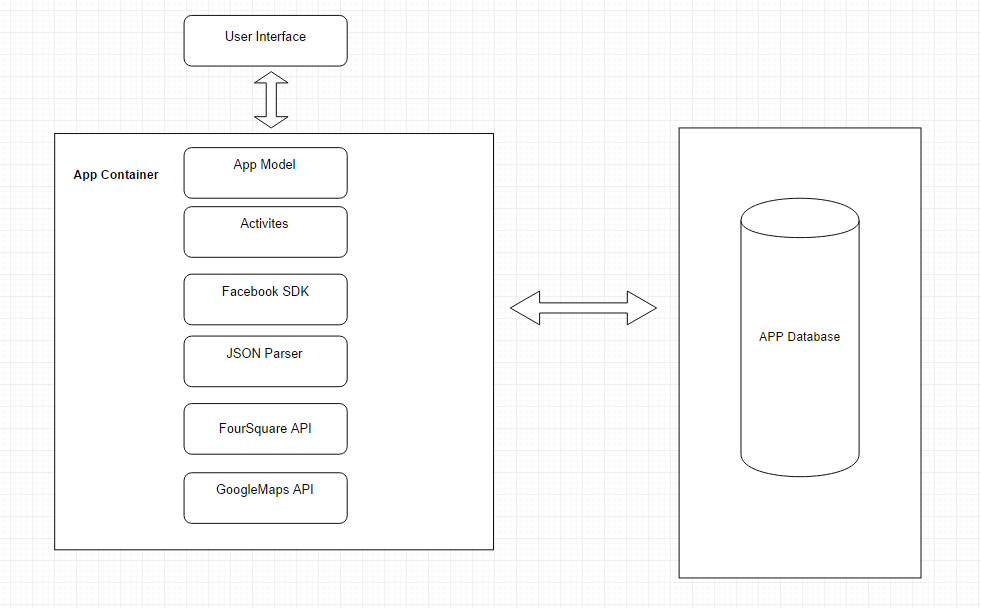 User Interface
App Container
App Model
Activites
Facebook SDK
JSON Parser
FourSquare API
GoogleMaps API
APP Database